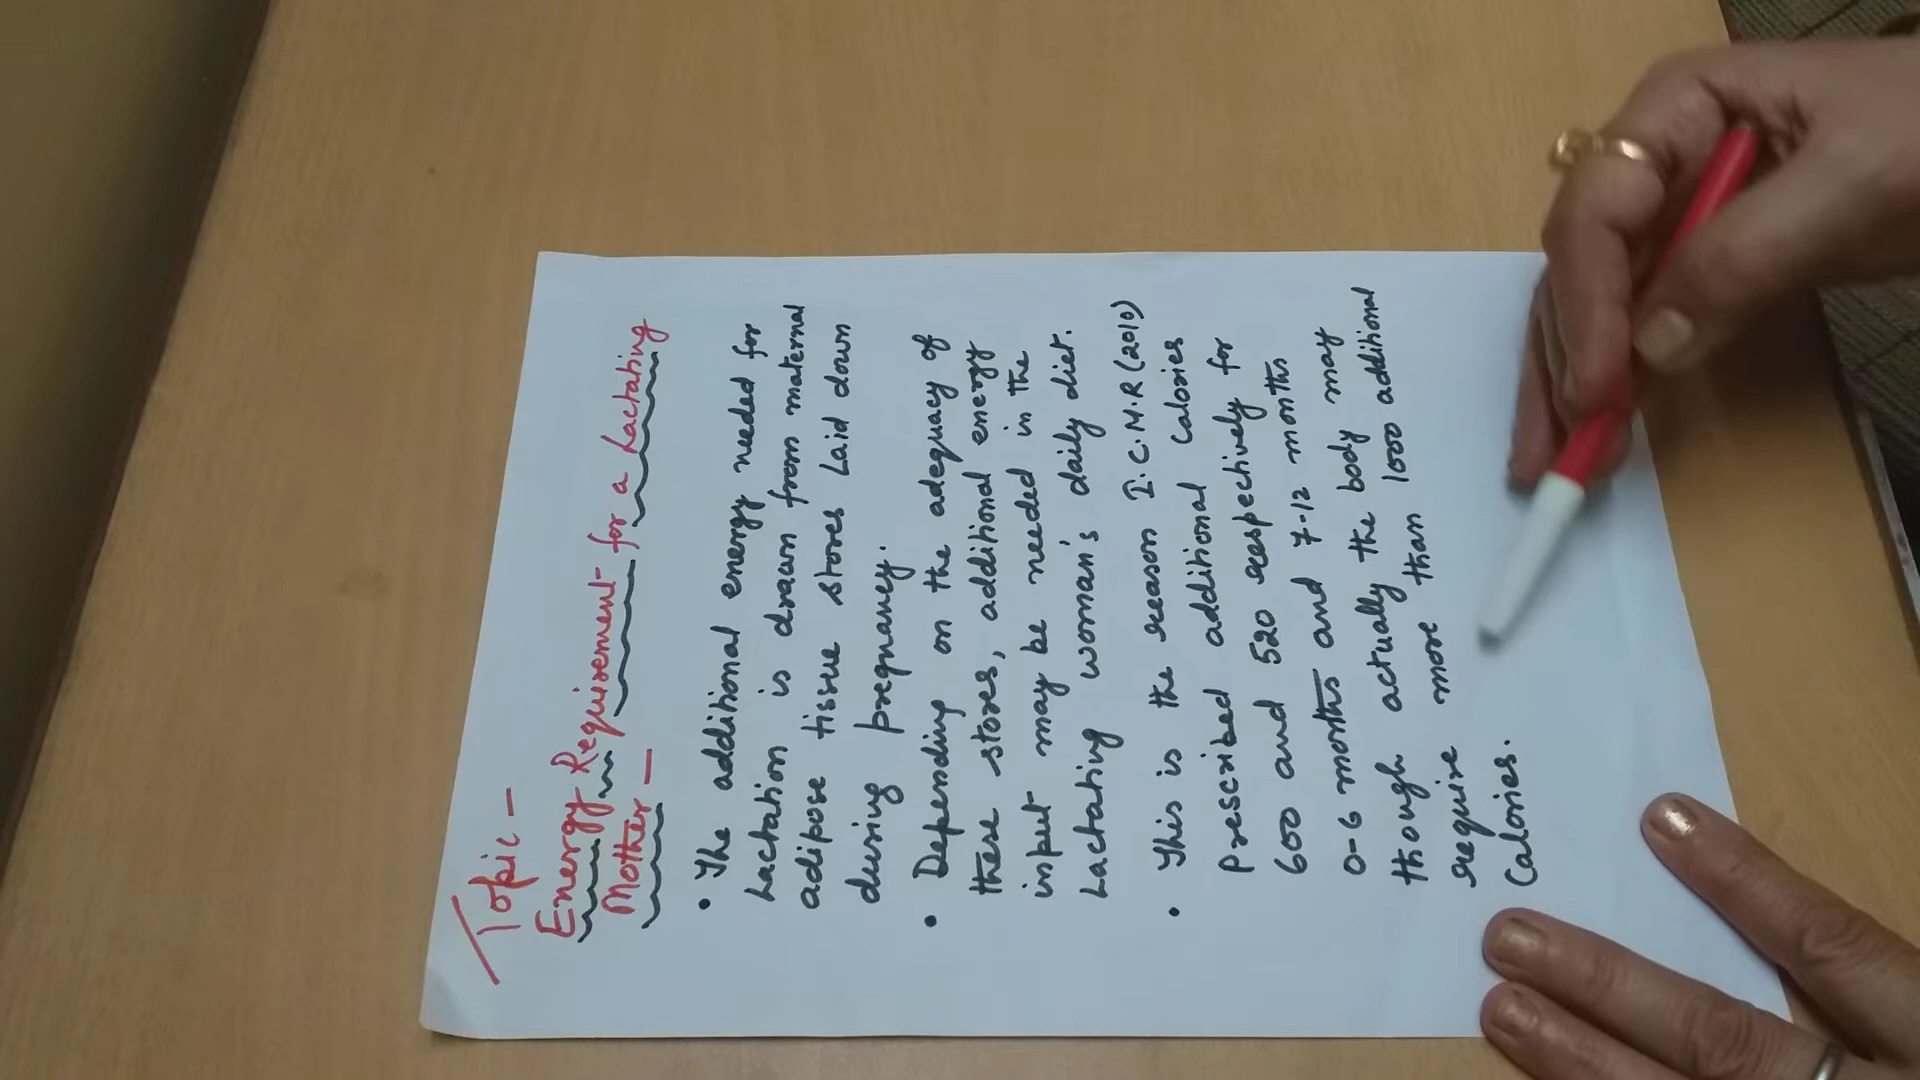 Topic -
Energy Requirement for a Lactating
Mother -
• The additional energy needed for
Lactation is drawn from maternal
adipose tissue stores Laid down
during pregnancy.
• Depending on the adequacy of
these stores, additional energy
input may be needed in the
Lactating woman's daily diet.
• This is the reason I.C.M.R (2010)
Prescribed additional Calories
600 and 520 respectively for
0-6 months and 7-12 months
though actually the body may
require more than 1000 additional
Calories.